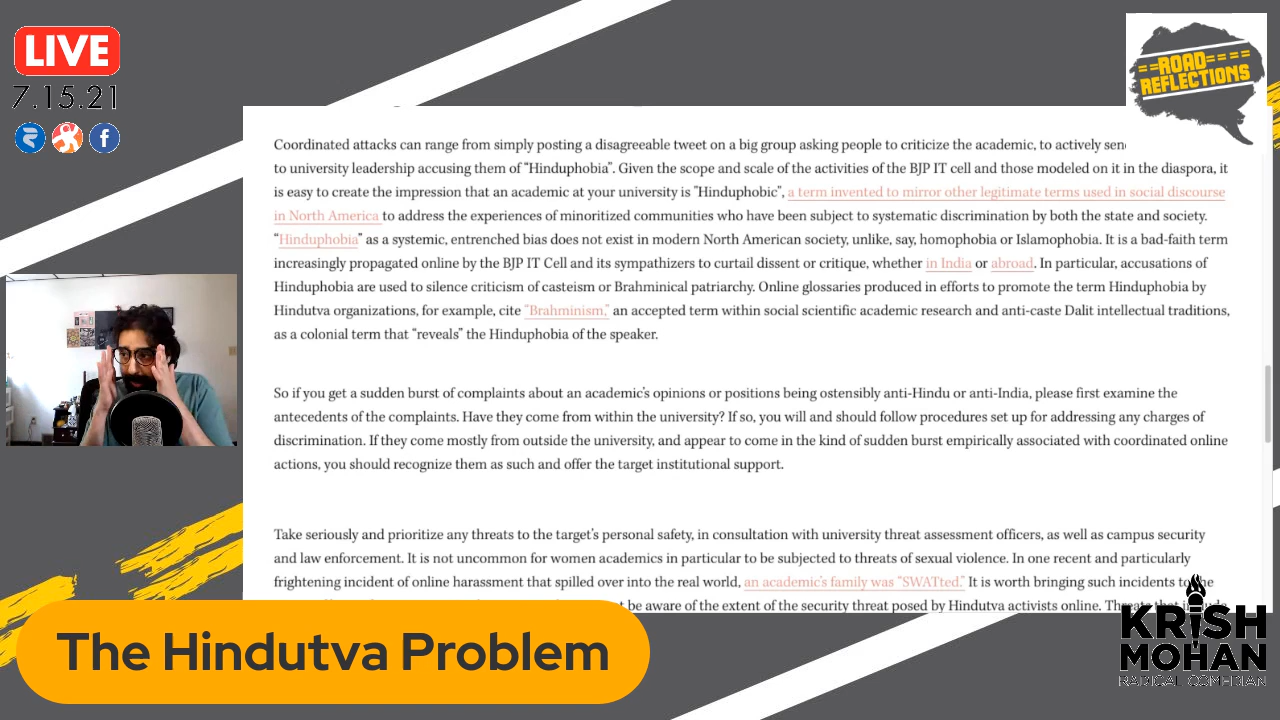 LIVE
7.15.21
==ROAD====
REFLECTIONS
Coordinated attacks can range from simply posting a disagreeable tweet on a big group asking people to criticize the academic, to actively
to university leadership accusing them of “Hinduphobia”. Given the scope and scale of the activities of the BJP IT cell and those modeled on it in the diaspora, it
is easy to create the impression that an academic at your university is "Hinduphobic", a term invented to mirror other legitimate terms used in social discourse
in North America to address the experiences of minoritized communities who have been subject to systematic discrimination by both the state and society.
“Hinduphobia” as a systemic, entrenched bias does not exist in modern North American society, unlike, say, homophobia or Islamophobia. It is a bad-faith term
increasingly propagated online by the BJP IT Cell and its sympathizers to curtail dissent or critique, whether in India or abroad. In particular, accusations of
Hinduphobia are used to silence criticism of casteism or Brahminical patriarchy. Online glossaries produced in efforts to promote the term Hinduphobia by
Hindutva organizations, for example, cite “Brahminism,” an accepted term within social scientific academic research and anti-caste Dalit intellectual traditions,
as a colonial term that “reveals” the Hinduphobia of the speaker.
So if you get a sudden burst of complaints about an academic's opinions or positions being ostensibly anti-Hindu or anti-India, please first examine the
antecedents of the complaints. Have they come from within the university? If so, you will and should follow procedures set up for addressing any charges of
discrimination. If they come mostly from outside the university, and appear to come in the kind of sudden burst empirically associated with coordinated online
actions, you should recognize them as such and offer the target institutional support.
Take seriously and prioritize any threats to the target's personal safety, in consultation with university threat assessment officers, as well as campus security
and law enforcement. It is not uncommon for women academics in particular to be subjected to threats of sexual violence. In one recent and particularly
frightening incident of online harassment that spilled over into the real world, an academic's family was “SWATted.” It is worth bringing such incidents to the
be aware of the extent of the security threat posed by Hindutva activists online. Threats that include
The Hindutva Problem
KRISH
MOHAN
RADICAL COMEDIAN